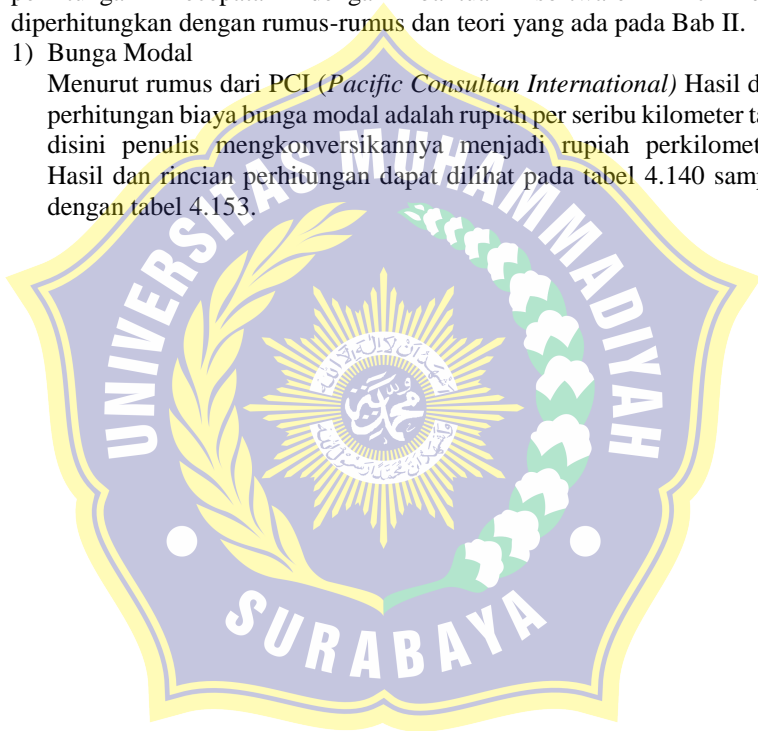 diperhitungkan dengan rumus-rumus dan teori yang ada pada Bab II.
1) Bunga Modal
Menurut rumus dari PCI (Pacific Consultan International) Hasil d
perhitungan biaya bunga modal adalah rupiah per seribu kilometer ta
disini penulis mengkonversikannya menjadi rupiah perkilomet
Hasil dan rincian perhitungan dapat dilihat pada tabel 4.140 samp
dengan tabel 4.153.
UNIVERSITAS MUHAMMADIYAH
SURABAYA